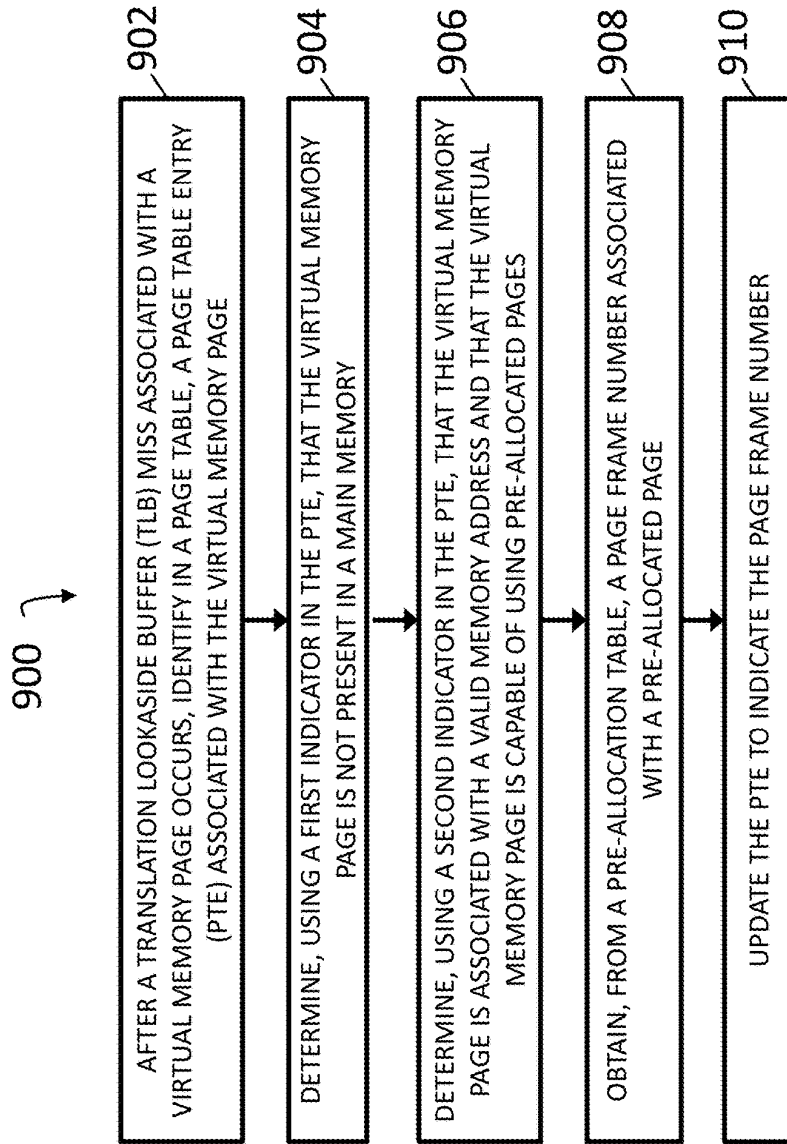 900
902
AFTER A TRANSLATION LOOKASIDE BUFFER (TLB) MISS ASSOCIATED WITH A
VIRTUAL MEMORY PAGE OCCURS, IDENTIFY IN A PAGE TABLE, A PAGE TABLE ENTRY
(PTE) ASSOCIATED WITH THE VIRTUAL MEMORY PAGE
904
DETERMINE, USING A FIRST INDICATOR IN THE PTE, THAT THE VIRTUAL MEMORY
PAGE IS NOT PRESENT IN A MAIN MEMORY
906
DETERMINE, USING A SECOND INDICATOR IN THE PTE, THAT THE VIRTUAL MEMORY
PAGE IS ASSOCIATED WITH A VALID MEMORY ADDRESS AND THAT THE VIRTUAL
MEMORY PAGE IS CAPABLE OF USING PRE-ALLOCATED PAGES
908
OBTAIN, FROM A PRE-ALLOCATION TABLE, A PAGE FRAME NUMBER ASSOCIATED
WITH A PRE-ALLOCATED PAGE
910
UPDATE THE PTE TO INDICATE THE PAGE FRAME NUMBER